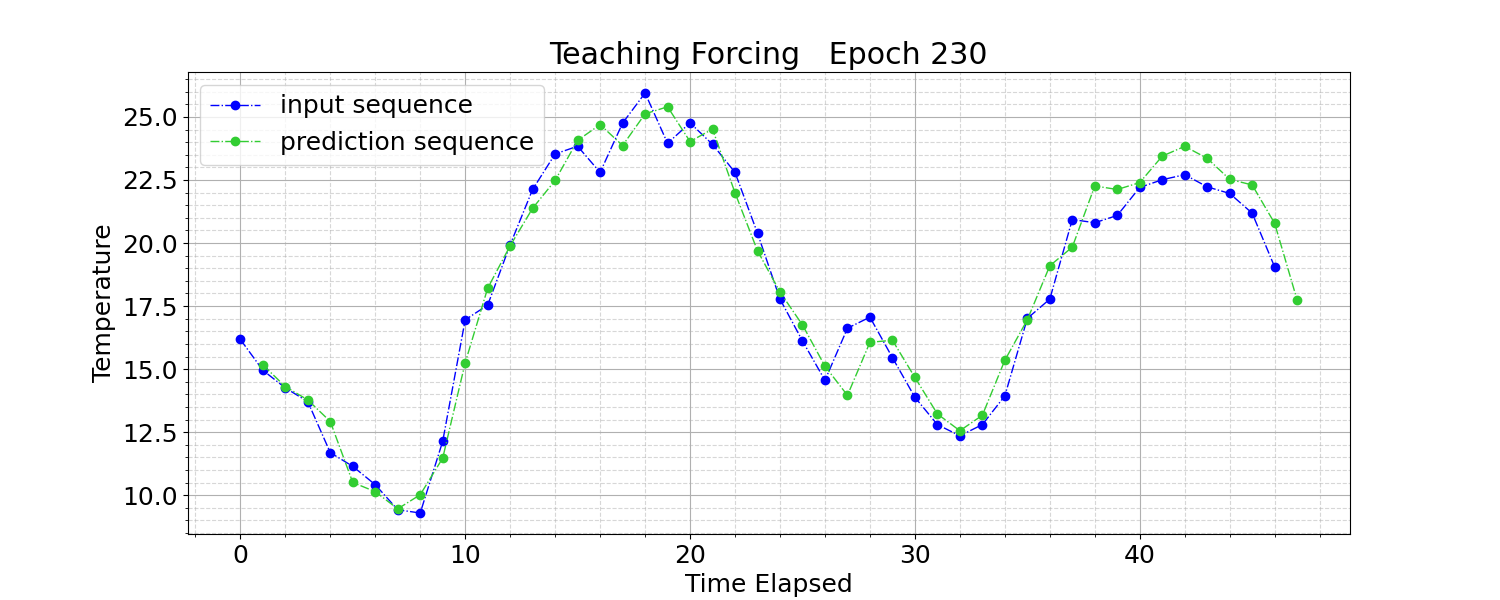 Teaching Forcing   Epoch 230
input sequence
prediction sequence
Temperature
25.0
22.5
20.0
17.5
15.0
12.5
10.0
0 10 20 30 40
Time Elapsed